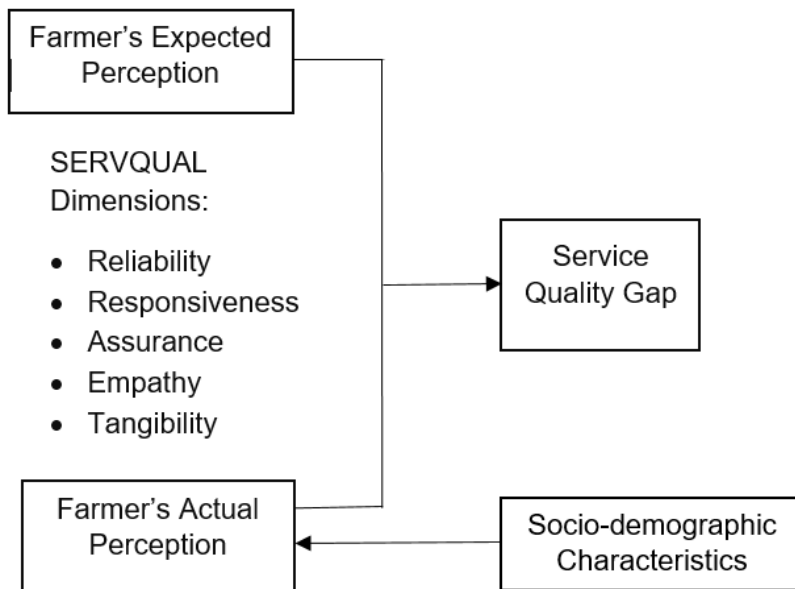 Farmer’s Expected
Perception
SERVQUAL
Dimensions:
• Reliability
• Responsiveness
• Assurance
• Empathy
• Tangibility
Service
Quality Gap
Farmer’s Actual
Perception
Socio-demographic
Characteristics